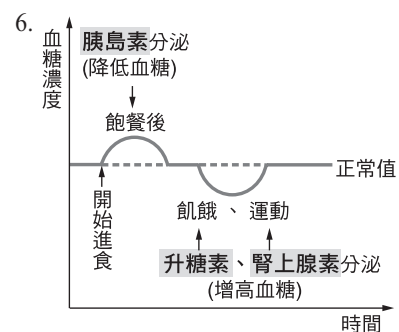 6.
血糖濃度
胰島素分泌
(降低血糖)
飽餐後
正常值
開始進食
飢餓、運動
升糖素、腎上腺素分泌
(增高血糖)
時間